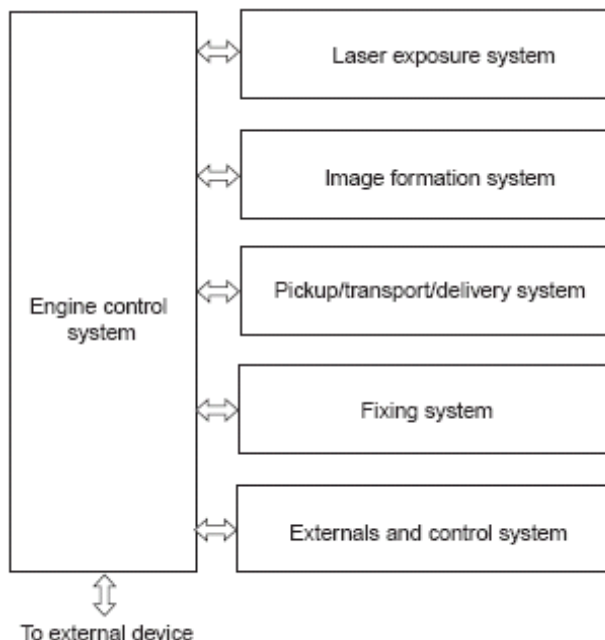 Laser exposure system
Image formation system
Pickup/transport/delivery system
Engine control
system
Fixing system
Externals and control system
To external device